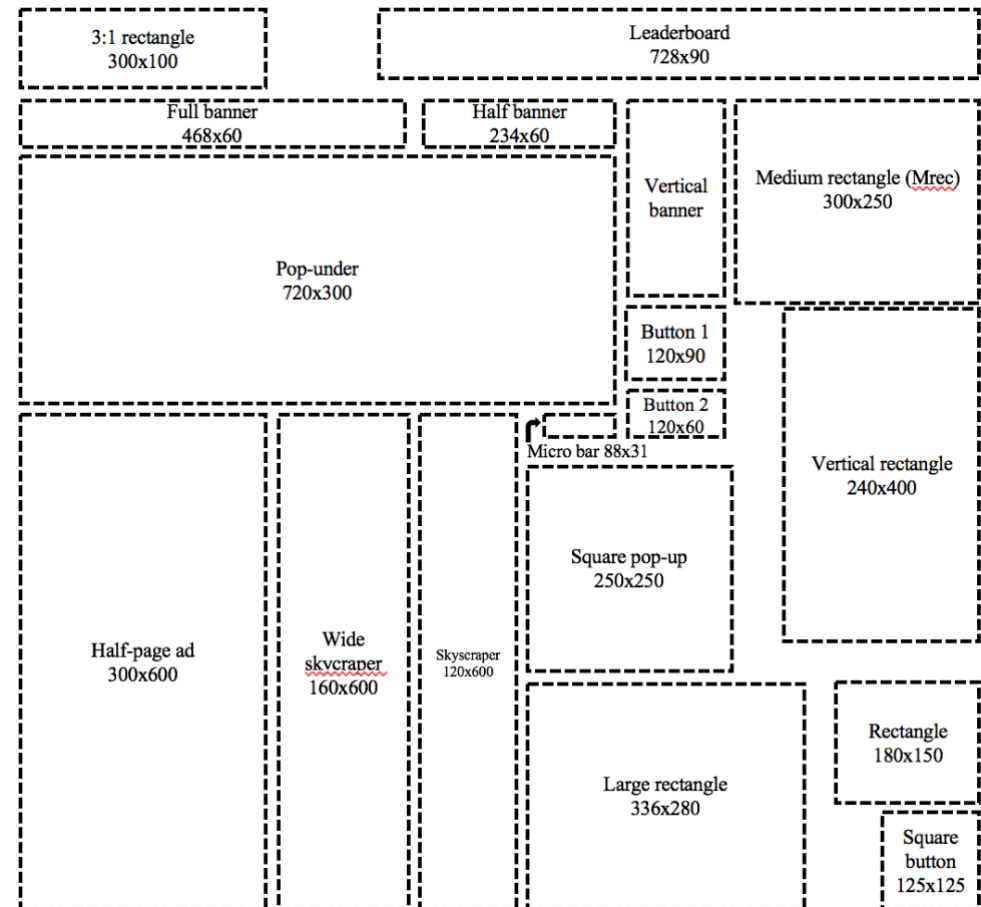 3:1 rectangle
300x100
Leaderboard
728x90
Full banner
468x60
Half banner
234x60
Vertical
banner
Medium rectangle (Mrec)
300x250
Pop-under
720x300
Button 1
120x90
Button 2
120x60
Micro bar 88x31
Vertical rectangle
240x400
Square pop-up
250x250
Half-page ad
300x600
Wide
skycraper
160x600
Skyscraper
120x600
Large rectangle
336x280
Rectangle
180x150
Square
button
125x125